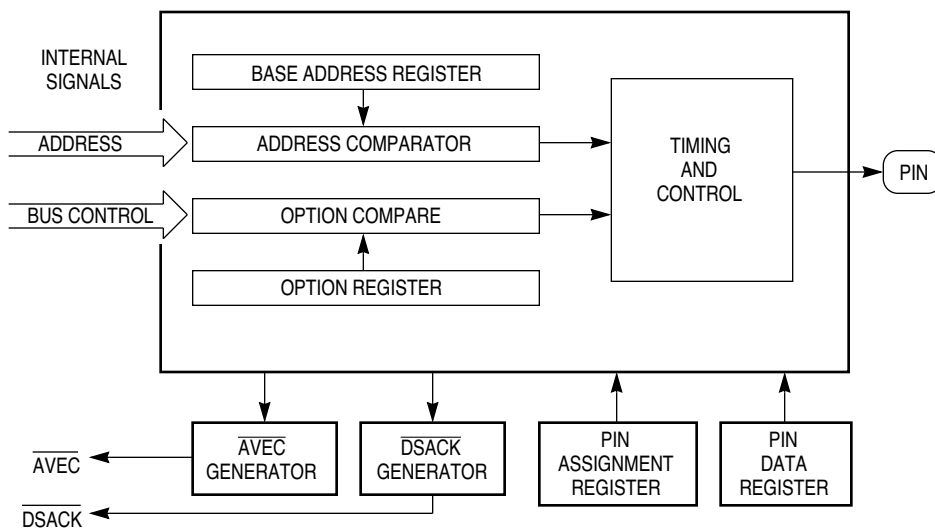 INTERNAL
SIGNALS
BASE ADDRESS REGISTER
ADDRESS
ADDRESS COMPARATOR
TIMING
AND
CONTROL
PIN
BUS CONTROL
OPTION COMPARE
OPTION REGISTER
AVEC
GENERATOR
DSACK
GENERATOR
PIN
ASSIGNMENT
REGISTER
PIN
DATA
REGISTER
AVEC
DSACK